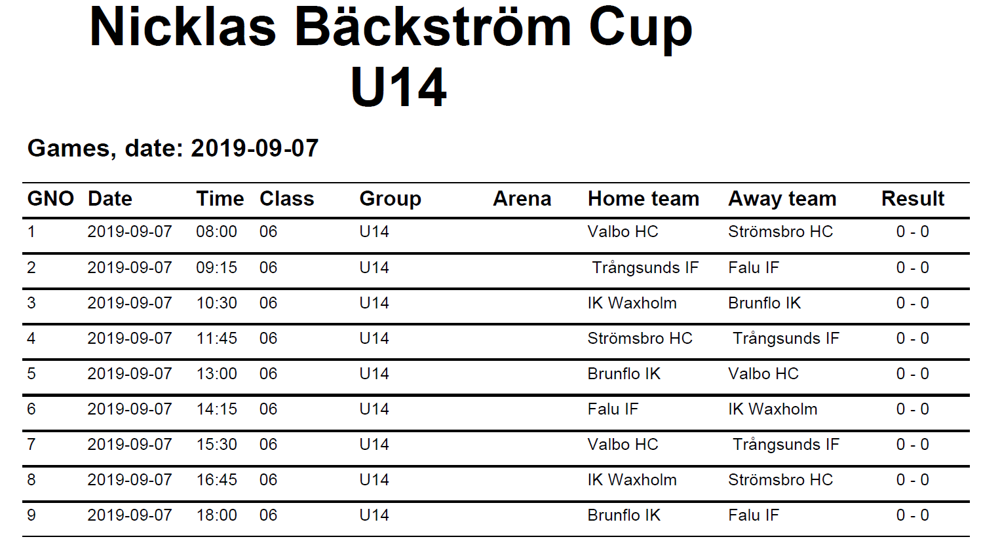 Nicklas Bäckström Cup
U14
Games, date: 2019-09-07
GNO Date Time Class Group Arena Home team Away team Result
1 2019-09-07 08:00 06 U14 Valbo HC Strömsbro HC 0 - 0
2 2019-09-07 09:15 06 U14 Trångsunds IF Falu IF 0 - 0
3 2019-09-07 10:30 06 U14 IK Waxholm Brunflo IK 0 - 0
4 2019-09-07 11:45 06 U14 Strömsbro HC Trångsunds IF 0 - 0
5 2019-09-07 13:00 06 U14 Brunflo IK Valbo HC 0 - 0
6 2019-09-07 14:15 06 U14 Falu IF IK Waxholm 0 - 0
7 2019-09-07 15:30 06 U14 Valbo HC Trångsunds IF 0 - 0
8 2019-09-07 16:45 06 U14 IK Waxholm Strömsbro HC 0 - 0
9 2019-09-07 18:00 06 U14 Brunflo IK Falu IF 0 - 0